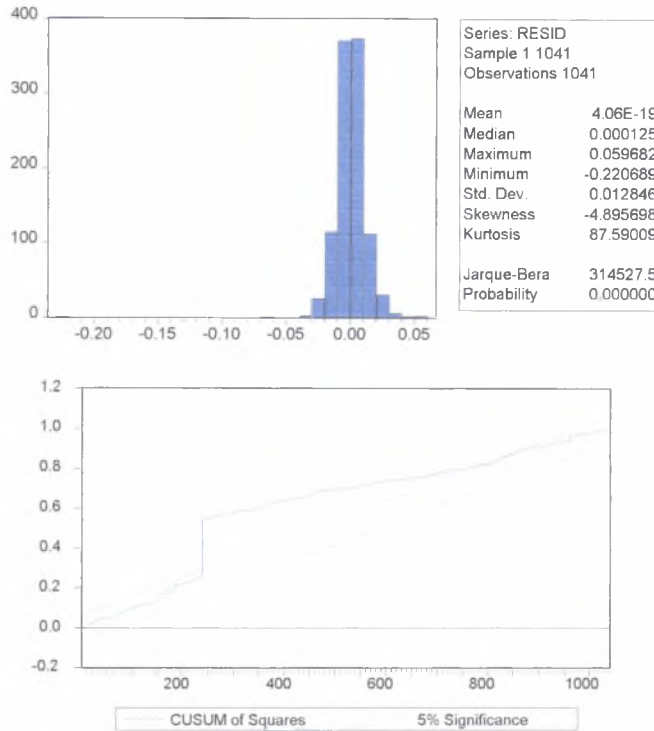 400
300
200
100
0
-0.20 -0.15 -0.10 -0.05 0.00 0.05
Series: RESID
Sample 1 1041
Observations 1041
Mean 4.06E-19
Median 0.000125
Maximum 0.059682
Minimum -0.220689
Std. Dev. 0.012846
Skewness -4.895698
Kurtosis 87.59009
Jarque-Bera 314527.5
Probability 0.000000
1.2
1.0
0.8
0.6
0.4
0.2
0.0
-0.2
200 400 600 800 1000
CUSUM of Squares 5% Significance